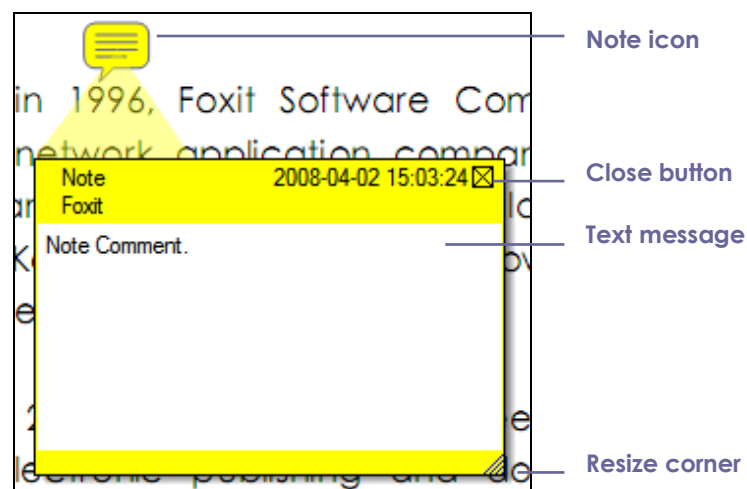 Note icon
in 1996, Foxit Software Com
network application compar
Close button
Note 2008-04-02 15:03:24
Foxit
Text message
Note Comment.
Resize corner